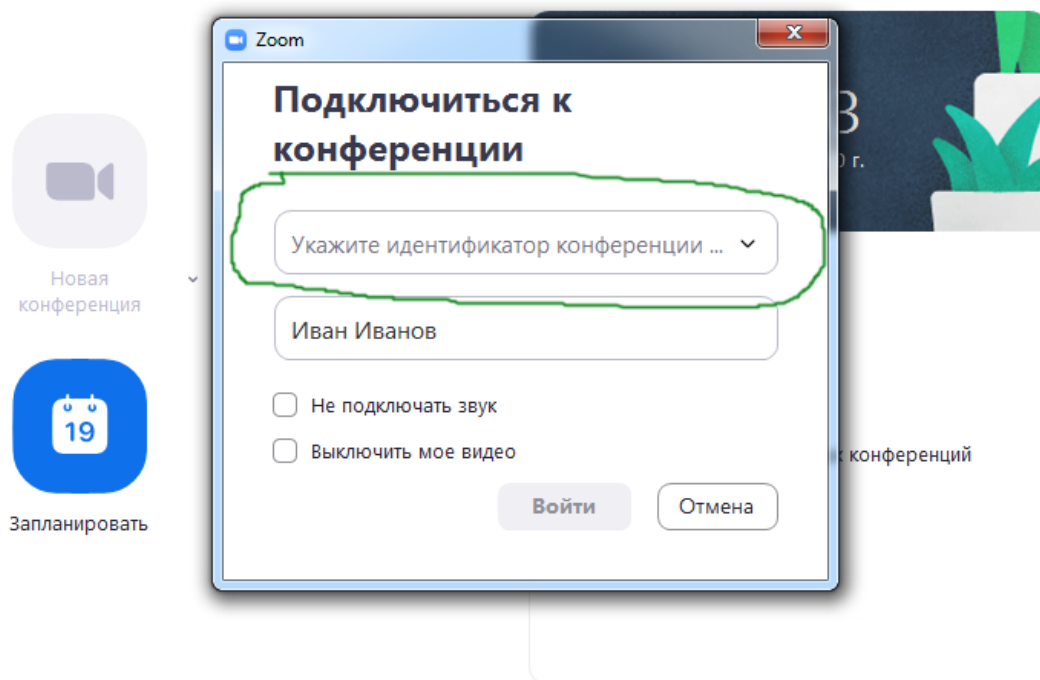 Zoom
X
Подключиться к
конференции
Укажите идентификатор конференции ...
Иван Иванов
Не подключать звук
Выключить мое видео
Войти
Отмена
Новая
конференция
19
Запланировать
г.
конференций